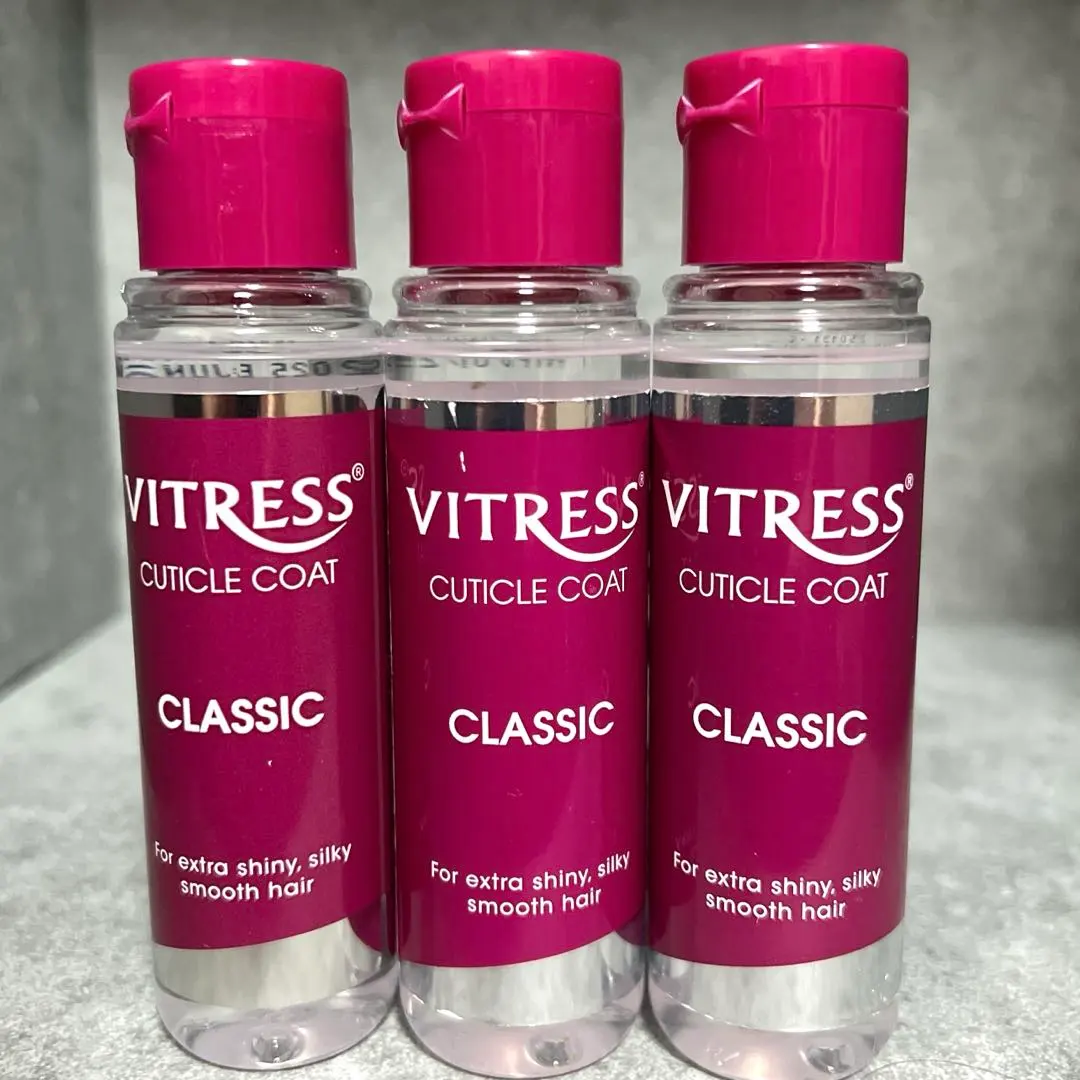 VITRESS®
CUTICLE COAT
CLASSIC
For extra shiny, silky
smooth hair
VITRESS®
CUTICLE COAT
CLASSIC
For extra shiny, silky
smooth hair
VITRESS®
CUTICLE COAT
CLASSIC
For extra shiny, silky
smooth hair